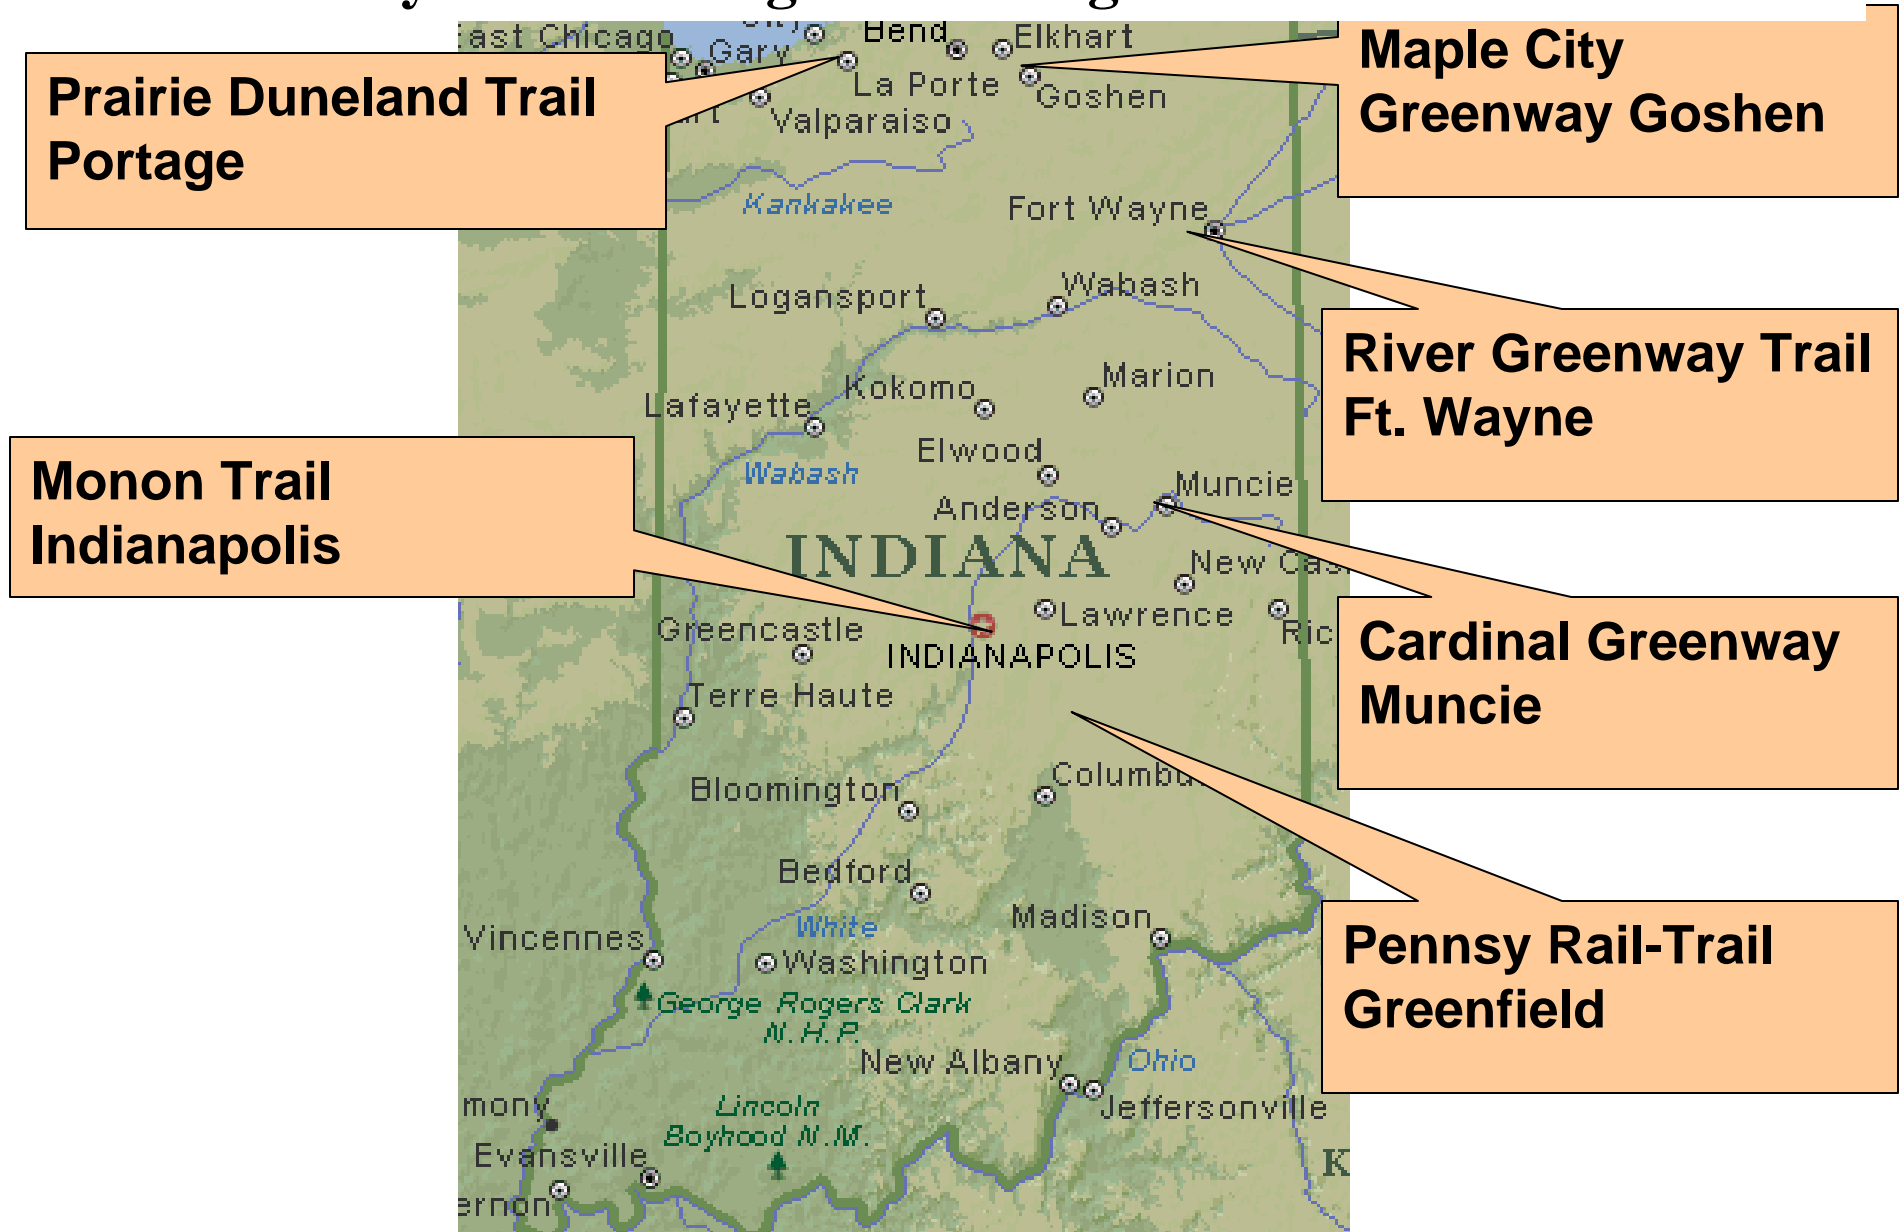 Prairie Duneland Trail
Portage
Maple City
Greenway Goshen
River Greenway Trail
Ft. Wayne
Monon Trail
Indianapolis
Cardinal Greenway
Muncie
Pennsy Rail-Trail
Greenfield
Bend
Elkhart
Gary
La Porte
Goshen
Valparaiso
Kankakee
Fort Wayne
Logansport
Wabash
Kokomo
Marion
Lafayette
Elwood
Wabash
Muncie
Anderson
INDIANA
Lawrence
Greencastle
INDIANAPOLIS
Terre Haute
Bloomington
Bedford
Madison
White
Vincennes
Washington
George Rogers Clark
N.H.P.
New Albany
Ohio
Jeffersonville
Lincoln
Boyhood N.M.
Evansville